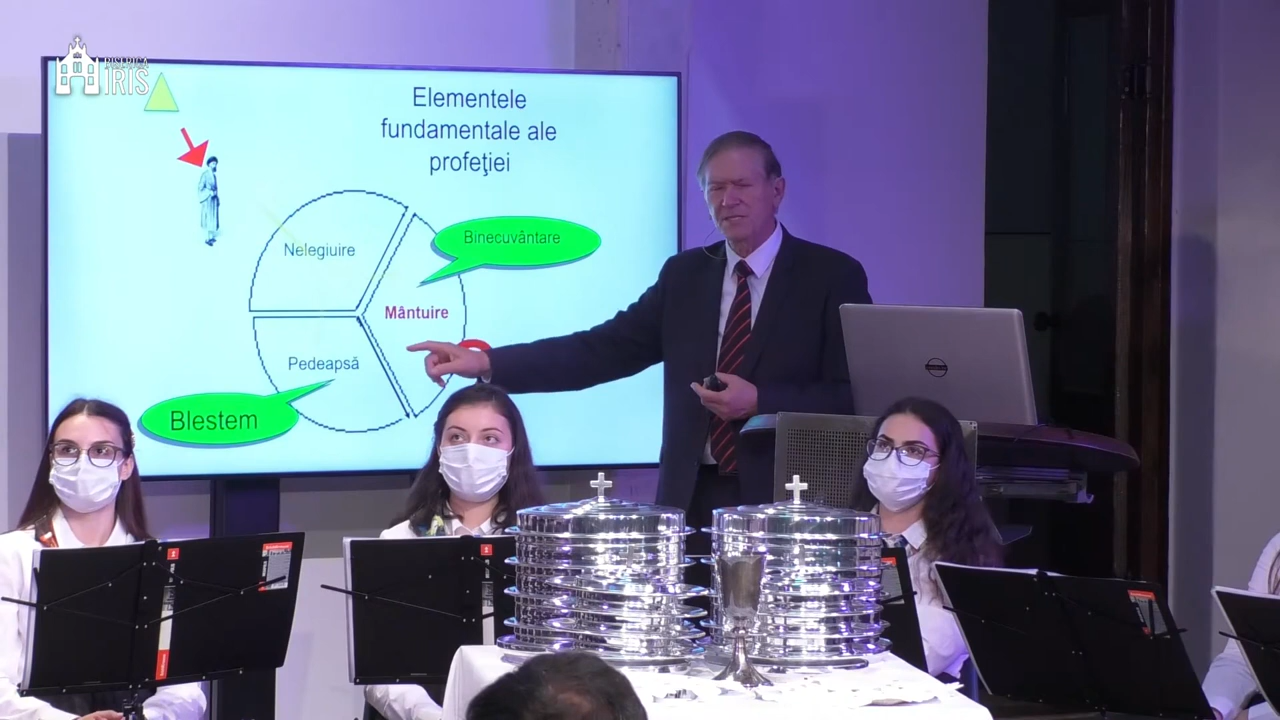 BISERICA
IRIS
Elementele
fundamentale ale
profeţiei
Nelegiuire
Binecuvântare
Mântuire
Pedeapsă
Blestem